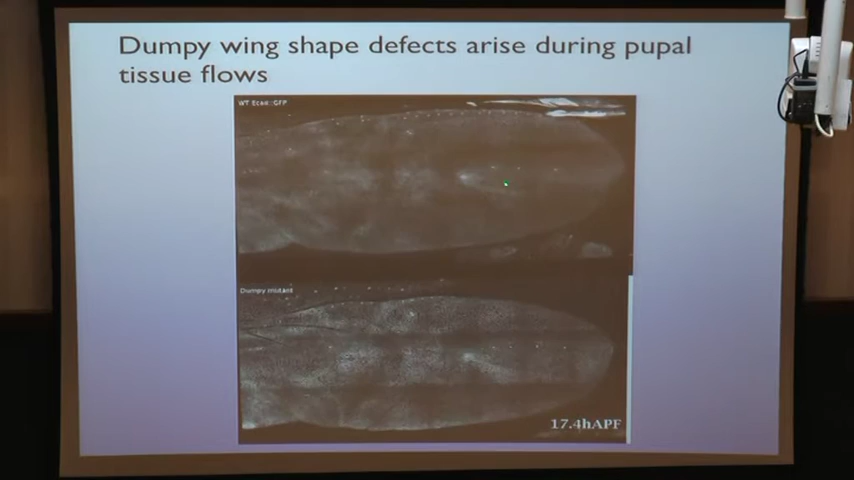 Dumpy wing shape defects arise during pupal
tissue flows
WT Ecad::GFP
Dumpy mutant
17.4hAPF